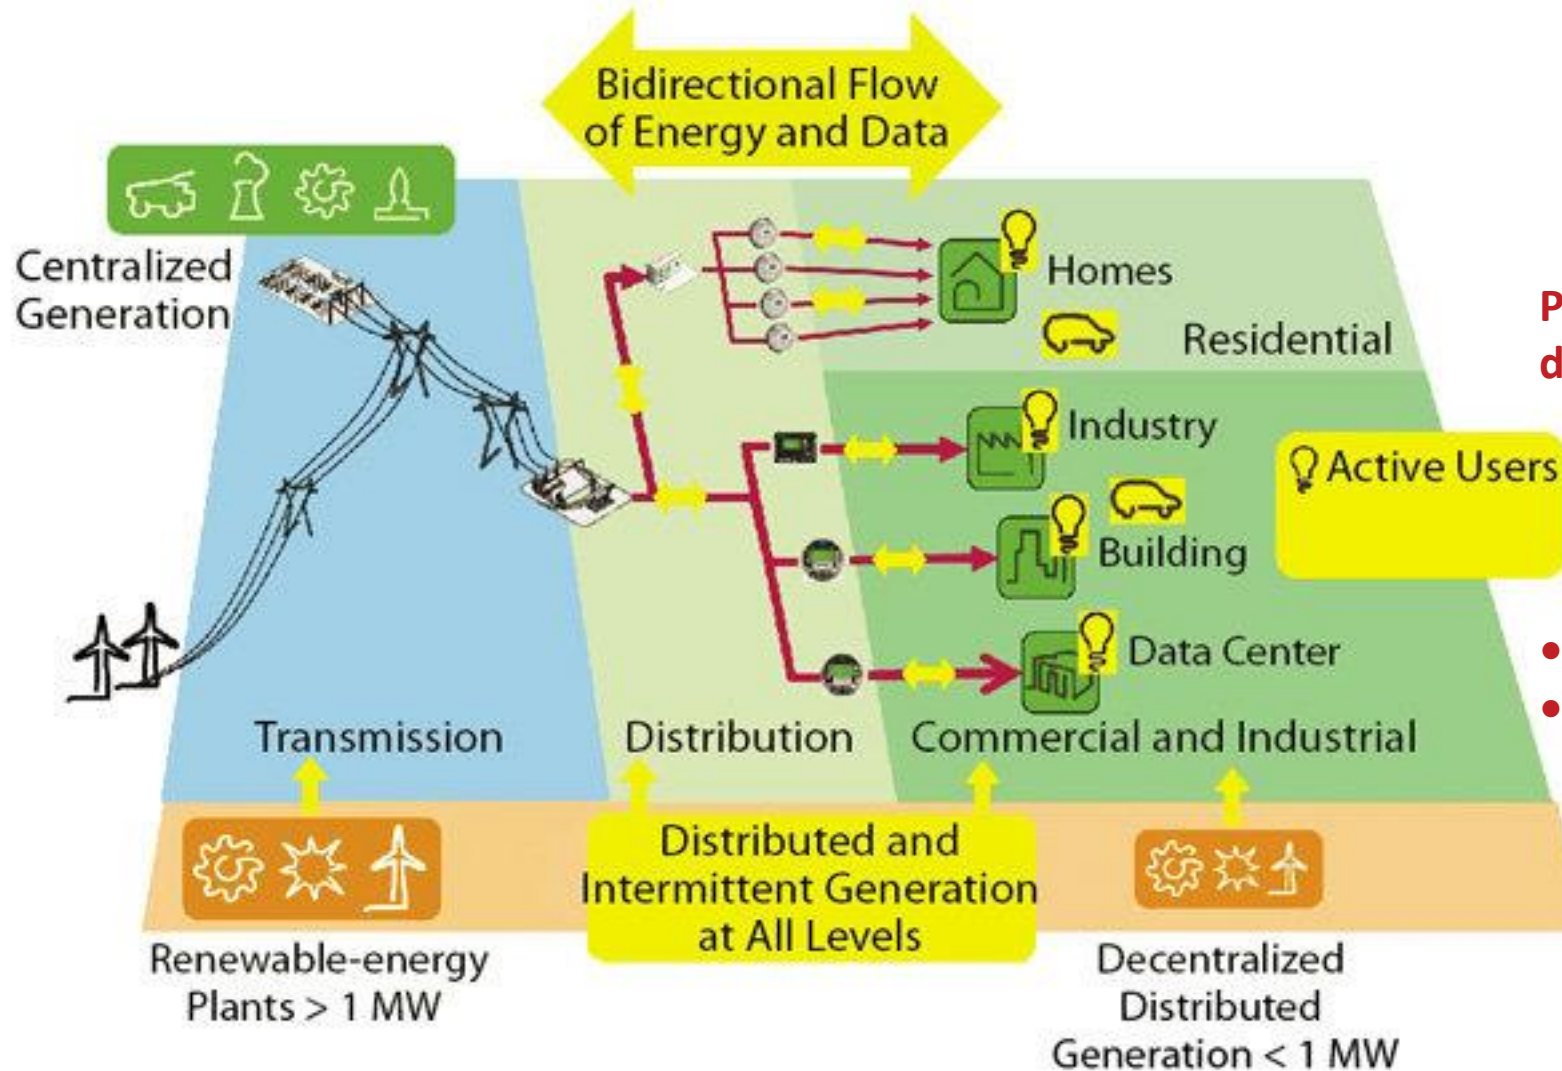 Bidirectional Flow
of Energy and Data
Centralized
Generation
Homes
Residential
P
d
Industry
Active Users
Building
Data Center
Transmission
Distribution
Commercial and Industrial
Distributed and
Intermittent Generation
at All Levels
Renewable-energy
Plants > 1 MW
Decentralized
Distributed
Generation < 1 MW